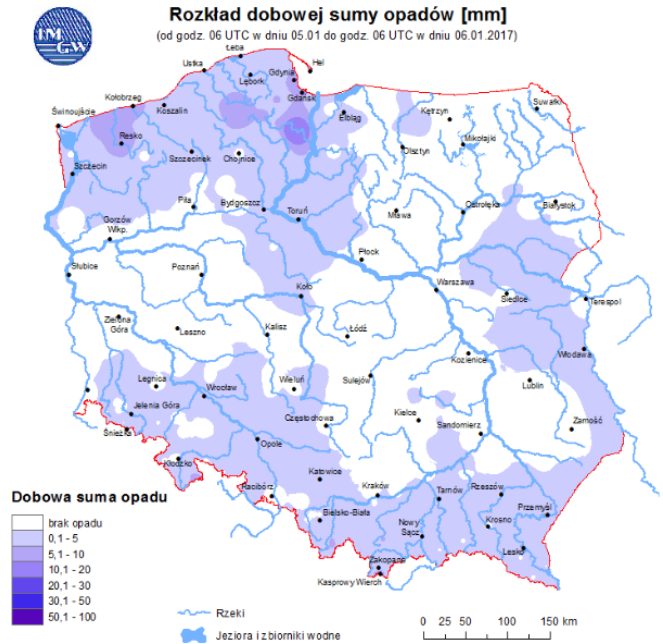 IMGW
Rozkład dobowej sumy opadów [mm]
(od godz. 06 UTC w dniu 05.01 do godz. 06 UTC w dniu 06.01.2017)
Łeba
Hel
Ustka
Gdynia
Lębork
Gdańsk
Kołobrzeg
Koszalin
Suwałki
Świnoujście
Elbląg
Kętrzyn
Resko
Mikołajki
Szczecinek
Chojnice
Olsztyn
Szczecin
Piła
Bydgoszcz
Toruń
Mława
Ostrołęka
Białystok
Gorzów
Wlkp.
Płock
Słubice
Poznań
Koło
Warszawa
Siedlce
Terespol
Zielona
Góra
Leszno
Kalisz
Łódź
Włodawa
Kozienice
Legnica
Wrocław
Wieluń
Sulejów
Lublin
Jelenia Góra
Częstochowa
Kielce
Sandomierz
Zamość
Śnieżka
Opole
Kłodzko
Katowice
Racibórz
Kraków
Tarnów
Rzeszów
Przemyśl
Bielsko-Biała
Nowy
Sącz
Krosno
Lesko
Zakopane
Kasprowy Wierch
Dobowa suma opadu
brak opadu
0,1 - 5
5,1 - 10
10,1 - 20
20,1 - 30
30,1 - 50
50,1 - 100
Rzeki
Jeziora i zbiorniki wodne
0 25 50 100 150 km